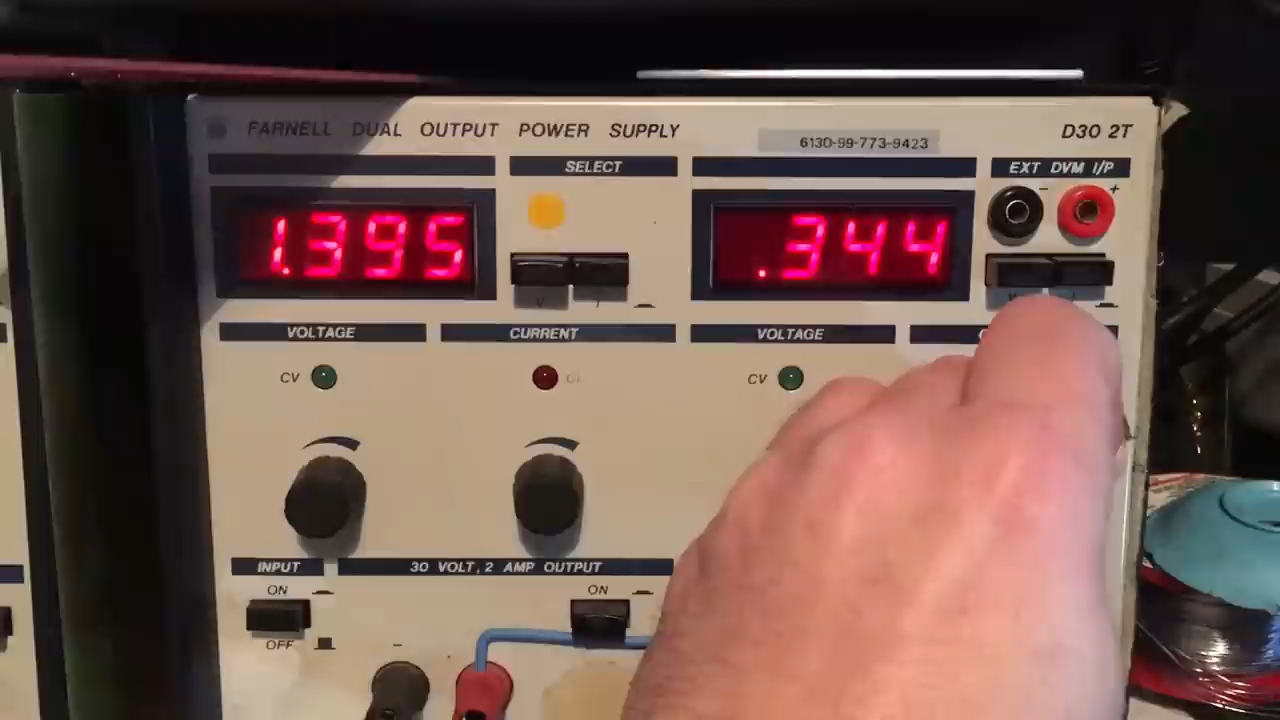 FARNELL DUAL OUTPUT POWER SUPPLY
6130-99-773-9423
D30 2T
SELECT
EXT DVM I/P
- +
1.395
.344
V I
VOLTAGE
CURRENT
VOLTAGE
CV
CV
INPUT
30 VOLT, 2 AMP OUTPUT
ON
ON
OFF
-